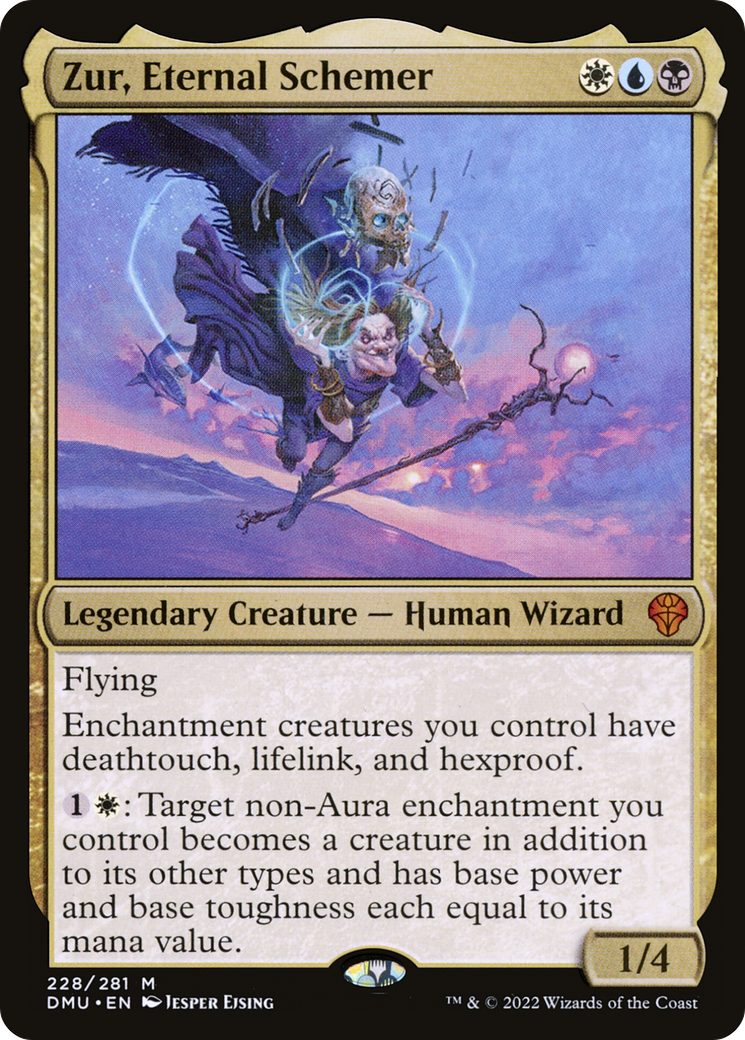 Zur, Eternal Schemer
Legendary Creature — Human Wizard
Flying
Enchantment creatures you control have
deathtouch, lifelink, and hexproof.
1 : Target non-Aura enchantment you
control becomes a creature in addition
to its other types and has base power
and base toughness each equal to its
mana value.
1/4
228/281 M
DMU • EN Jesper Ejsing
™ & © 2022 Wizards of the Coast